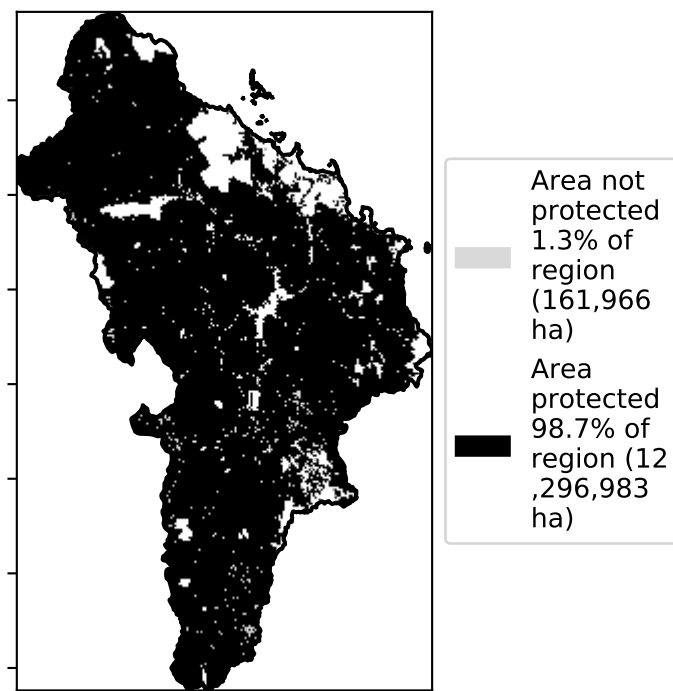 Area not
protected
1.3% of
region
(161,966
ha)
Area
protected
98.7% of
region (12
,296,983
ha)